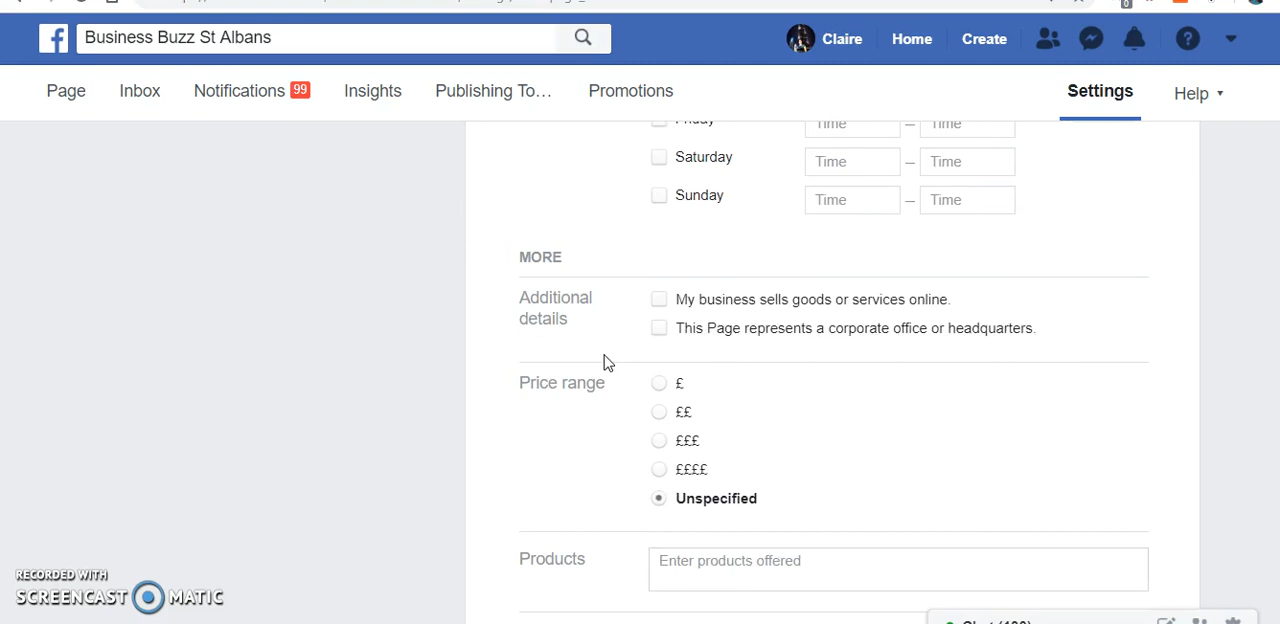 Business Buzz St Albans
Claire Home Create
Page Inbox Notifications 99 Insights Publishing To... Promotions Settings Help
Friday Time – Time
Saturday Time – Time
Sunday Time – Time
MORE
Additional details
My business sells goods or services online.
This Page represents a corporate office or headquarters.
Price range
£
££
£££
££££
Unspecified
Products Enter products offered
RECORDED WITH
SCREENCAST MATIC